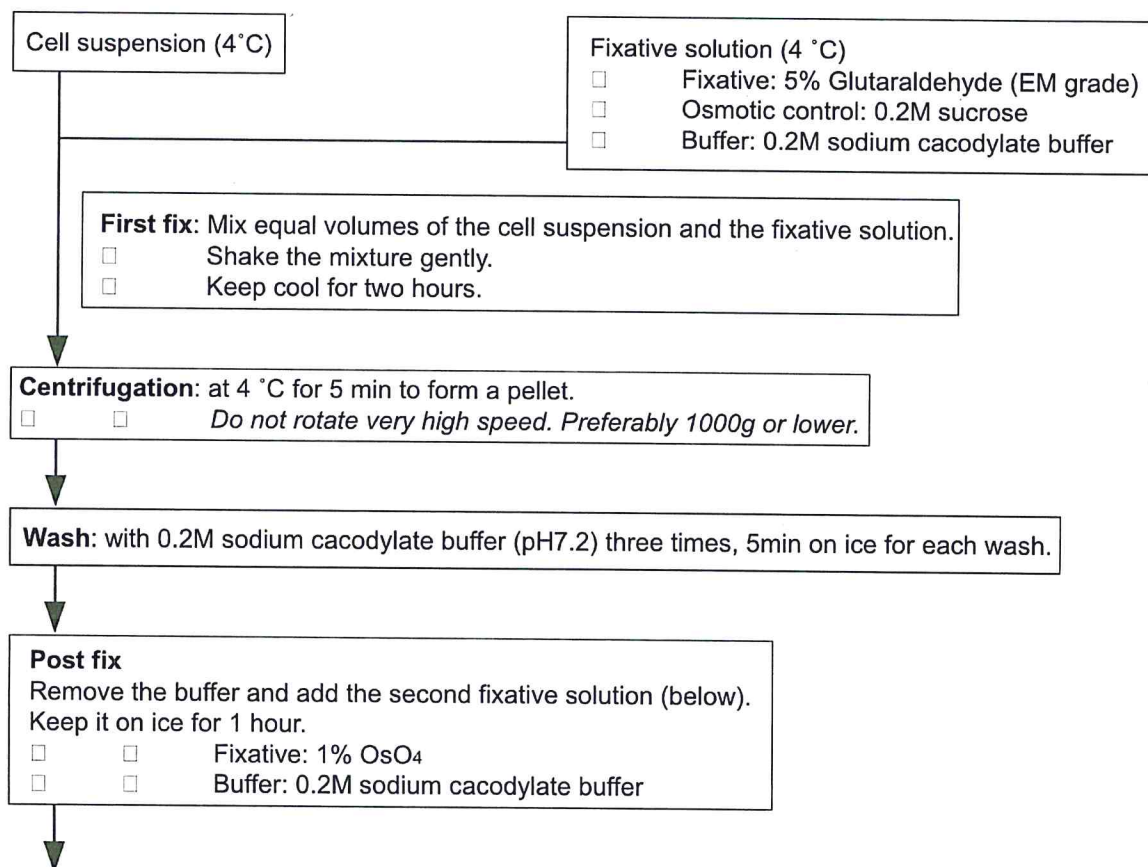 Cell suspension (4˚C)
Fixative solution (4 ˚C)
□ Fixative: 5% Glutaraldehyde (EM grade)
□ Osmotic control: 0.2M sucrose
□ Buffer: 0.2M sodium cacodylate buffer
First fix: Mix equal volumes of the cell suspension and the fixative solution.
□ Shake the mixture gently.
□ Keep cool for two hours.
Centrifugation: at 4 ˚C for 5 min to form a pellet.
□ □ Do not rotate very high speed. Preferably 1000g or lower.
Wash: with 0.2M sodium cacodylate buffer (pH7.2) three times, 5min on ice for each wash.
Post fix
Remove the buffer and add the second fixative solution (below).
Keep it on ice for 1 hour.
□ □ Fixative: 1% OsO4
□ □ Buffer: 0.2M sodium cacodylate buffer